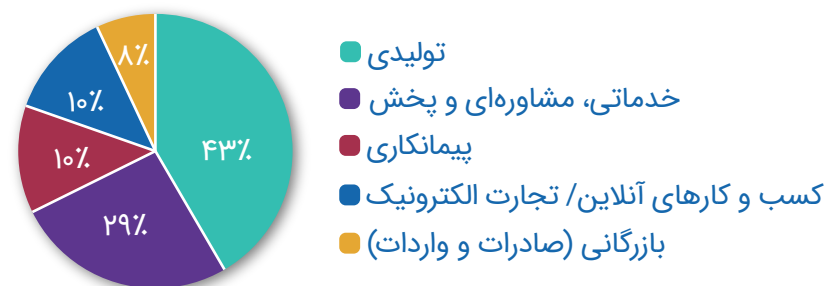 ۸٪
۱۰٪
۱۰٪
۴۳٪
۲۹٪
تولیدی
خدماتی، مشاوره‌ای و پخش
پیمانکاری
کسب و کارهای آنلاین/ تجارت الکترونیک
بازرگانی (صادرات و واردات)